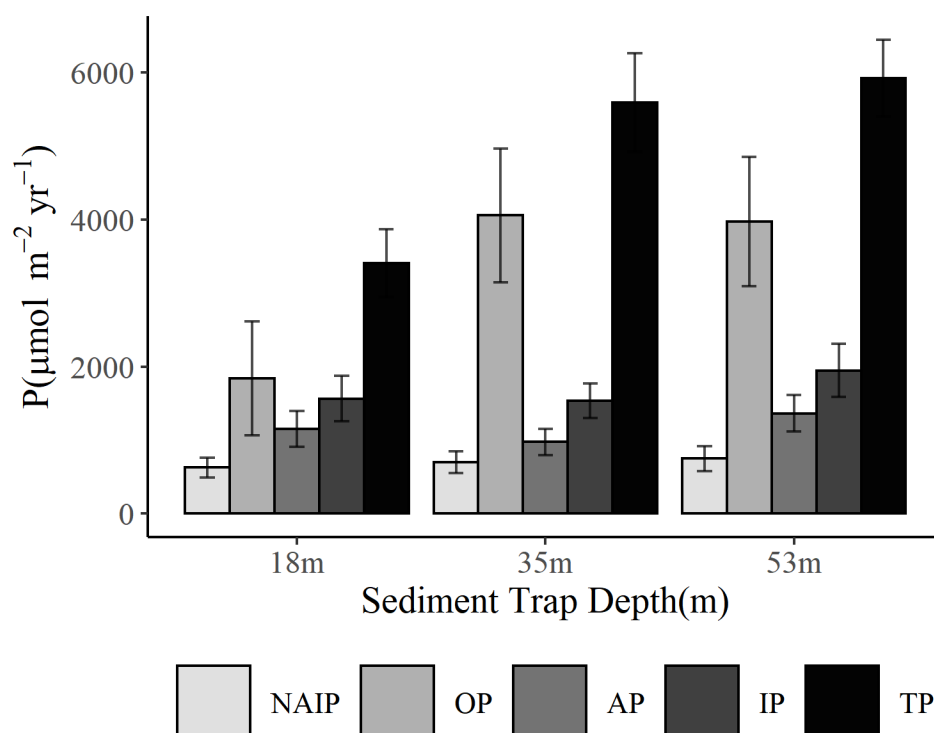 P(μmol m⁻² yr⁻¹)
6000
4000
2000
0
18m 35m 53m
Sediment Trap Depth(m)
NAIP OP AP IP TP